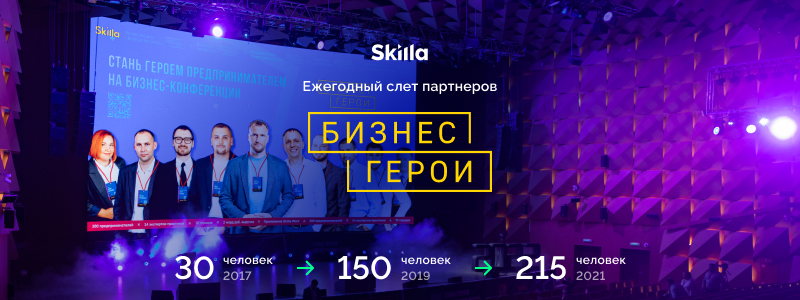 Skilla
СТАНЬ ГЕРОЕМ ПРЕДПРИНИМАТЕЛЕМ
НА БИЗНЕС-КОНФЕРЕНЦИИ
Skilla
Ежегодный слет партнеров
БИЗНЕС
ГЕРОИ
30 человек 2017
150 человек 2019
215 человек 2021